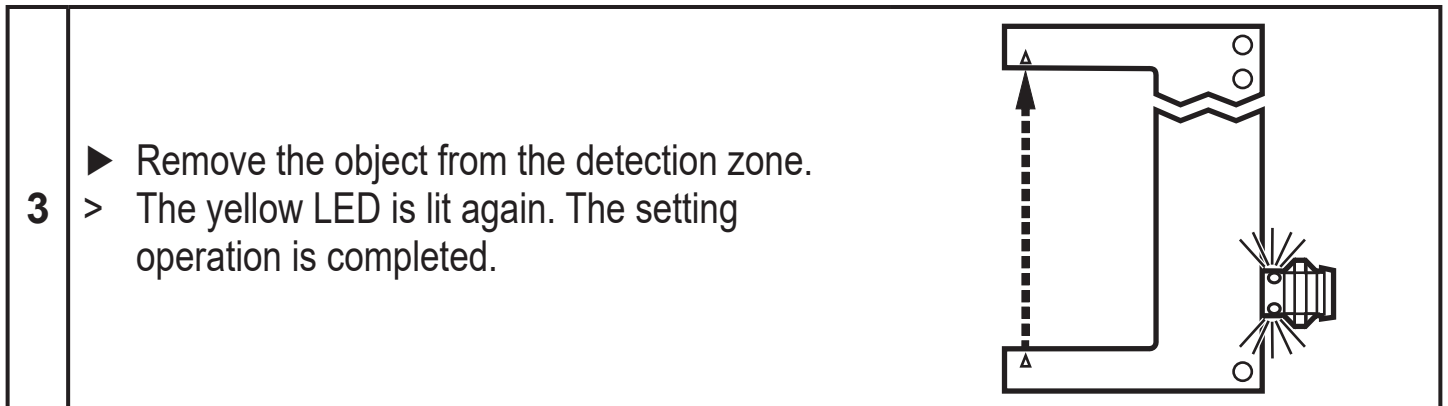 3
▶ Remove the object from the detection zone.
> The yellow LED is lit again. The setting
operation is completed.